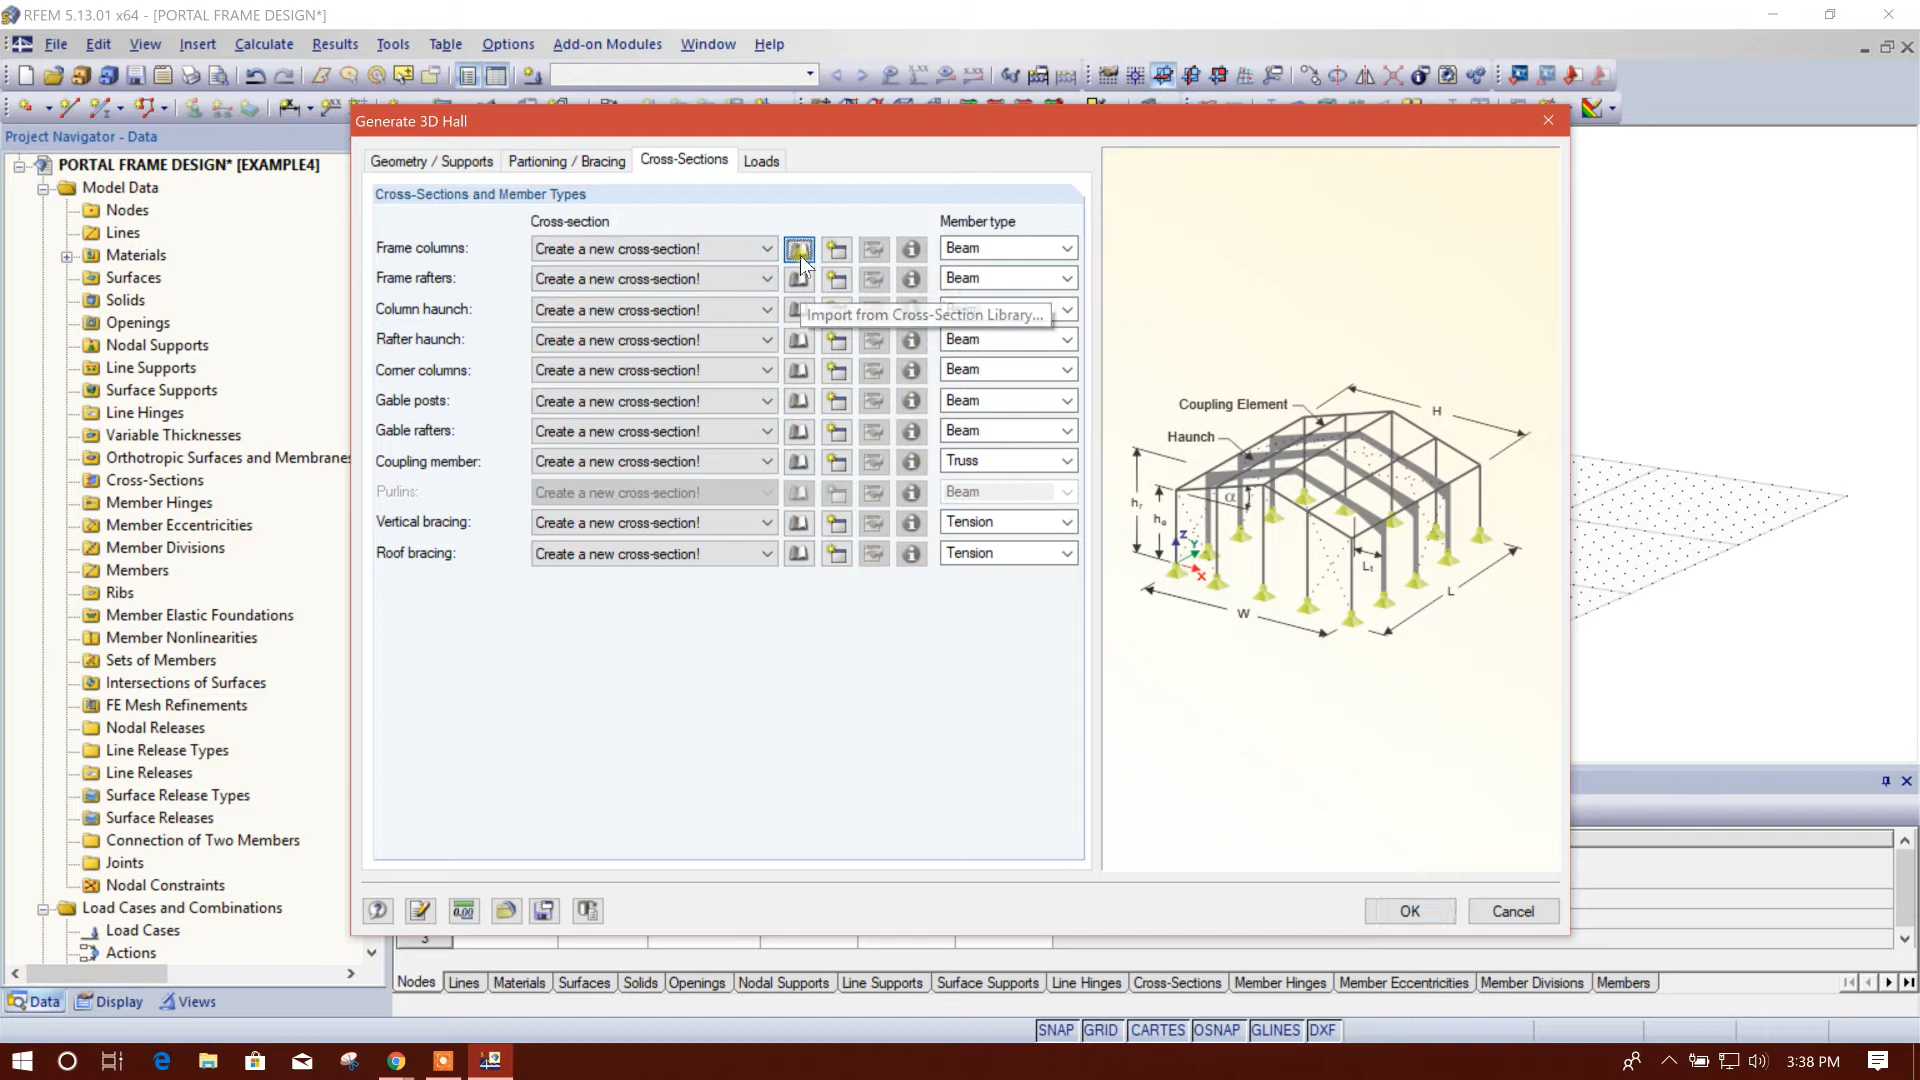 RFEM 5.13.01 x64 - [PORTAL FRAME DESIGN*]
File Edit View Insert Calculate Results Tools Table Options Add-on Modules Window Help
Project Navigator - Data
PORTAL FRAME DESIGN* [EXAMPLE4]
Model Data
Nodes
Lines
Materials
Surfaces
Solids
Openings
Nodal Supports
Line Supports
Surface Supports
Line Hinges
Variable Thicknesses
Orthotropic Surfaces and Membranes
Cross-Sections
Member Hinges
Member Eccentricities
Member Divisions
Members
Ribs
Member Elastic Foundations
Member Nonlinearities
Sets of Members
Intersections of Surfaces
FE Mesh Refinements
Nodal Releases
Line Release Types
Line Releases
Surface Release Types
Surface Releases
Connection of Two Members
Joints
Nodal Constraints
Load Cases and Combinations
Load Cases
Actions
Data Display Views
Generate 3D Hall
Geometry / Supports Partioning / Bracing Cross-Sections Loads
Cross-Sections and Member Types
Cross-section Member type
Frame columns: Create a new cross-section! Beam
Frame rafters: Create a new cross-section! Beam
Column haunch: Create a new cross-section!
Import from Cross-Section Library...
Rafter haunch: Create a new cross-section! Beam
Corner columns: Create a new cross-section! Beam
Gable posts: Create a new cross-section! Beam
Gable rafters: Create a new cross-section! Beam
Coupling member: Create a new cross-section! Truss
Purlins: Create a new cross-section! Beam
Vertical bracing: Create a new cross-section! Tension
Roof bracing: Create a new cross-section! Tension
Coupling Element
H
Haunch
α
Z
Y
X
W
L
OK Cancel
3
Nodes Lines Materials Surfaces Solids Openings Nodal Supports Line Supports Surface Supports Line Hinges Cross-Sections Member Hinges Member Eccentricities Member Divisions Members
SNAP GRID CARTES OSNAP GLINES DXF
3:38 PM